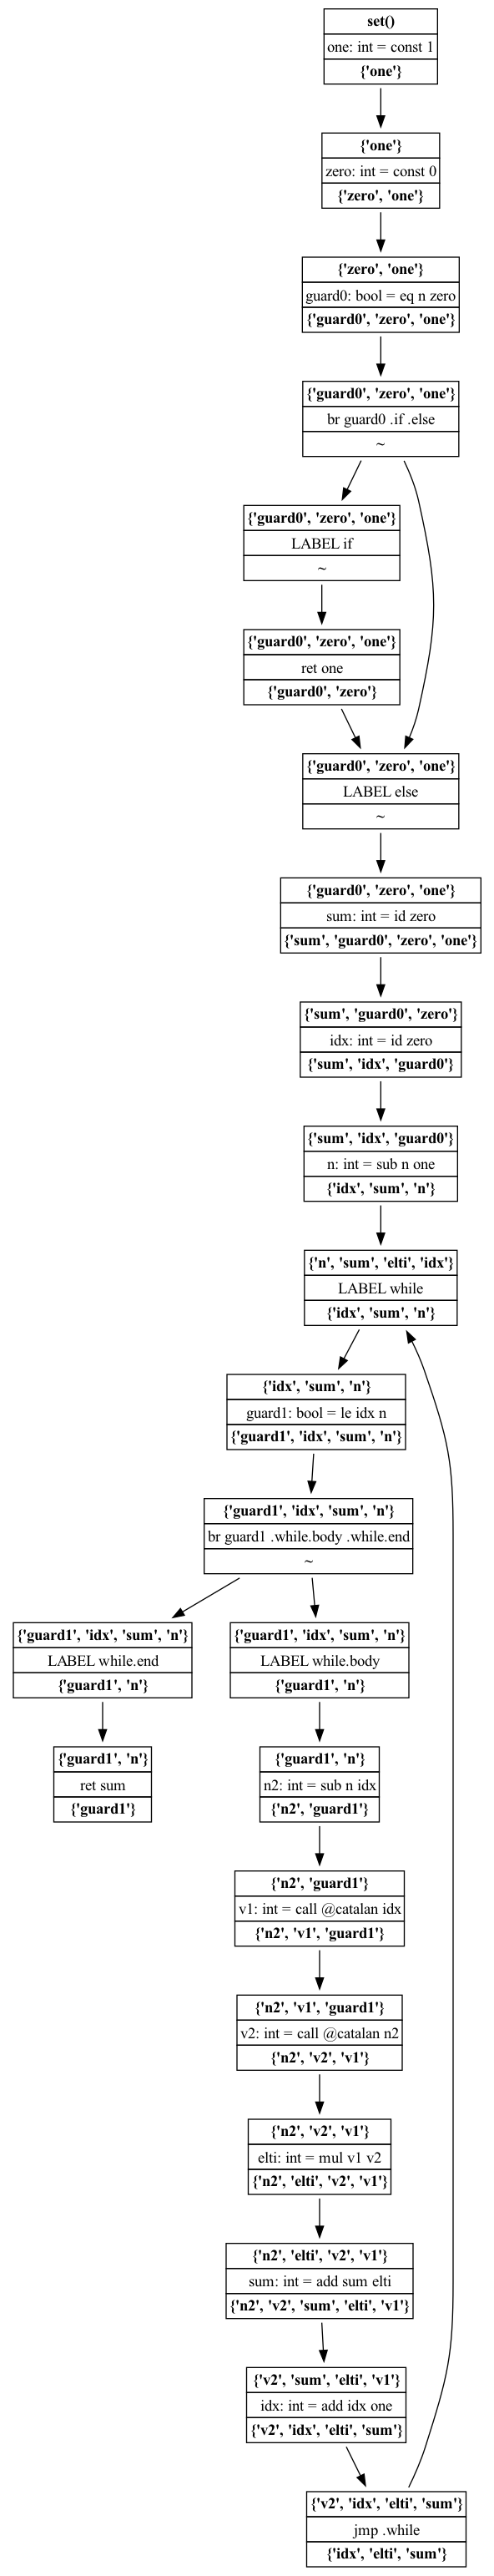 set()
one: int = const 1
{'one'}
{'one'}
zero: int = const 0
{'zero', 'one'}
{'zero', 'one'}
guard0: bool = eq n zero
{'guard0', 'zero', 'one'}
{'guard0', 'zero', 'one'}
br guard0 .if .else
~
{'guard0', 'zero', 'one'}
LABEL if
~
{'guard0', 'zero', 'one'}
ret one
{'guard0', 'zero'}
{'guard0', 'zero', 'one'}
LABEL else
~
{'guard0', 'zero', 'one'}
sum: int = id zero
{'sum', 'guard0', 'zero', 'one'}
{'sum', 'guard0', 'zero'}
idx: int = id zero
{'sum', 'idx', 'guard0'}
{'sum', 'idx', 'guard0'}
n: int = sub n one
{'idx', 'sum', 'n'}
{'n', 'sum', 'elti', 'idx'}
LABEL while
{'idx', 'sum', 'n'}
{'idx', 'sum', 'n'}
guard1: bool = le idx n
{'guard1', 'idx', 'sum', 'n'}
{'guard1', 'idx', 'sum', 'n'}
br guard1 .while.body .while.end
~
{'guard1', 'idx', 'sum', 'n'}
LABEL while.end
{'guard1', 'n'}
{'guard1', 'idx', 'sum', 'n'}
LABEL while.body
{'guard1', 'n'}
{'guard1', 'n'}
ret sum
{'guard1'}
{'guard1', 'n'}
n2: int = sub n idx
{'n2', 'guard1'}
{'n2', 'guard1'}
v1: int = call @catalan idx
{'n2', 'v1', 'guard1'}
{'n2', 'v1', 'guard1'}
v2: int = call @catalan n2
{'n2', 'v2', 'v1'}
{'n2', 'v2', 'v1'}
elti: int = mul v1 v2
{'n2', 'elti', 'v2', 'v1'}
{'n2', 'elti', 'v2', 'v1'}
sum: int = add sum elti
{'n2', 'v2', 'sum', 'elti', 'v1'}
{'v2', 'sum', 'elti', 'v1'}
idx: int = add idx one
{'v2', 'idx', 'elti', 'sum'}
{'v2', 'idx', 'elti', 'sum'}
jmp .while
{'idx', 'elti', 'sum'}